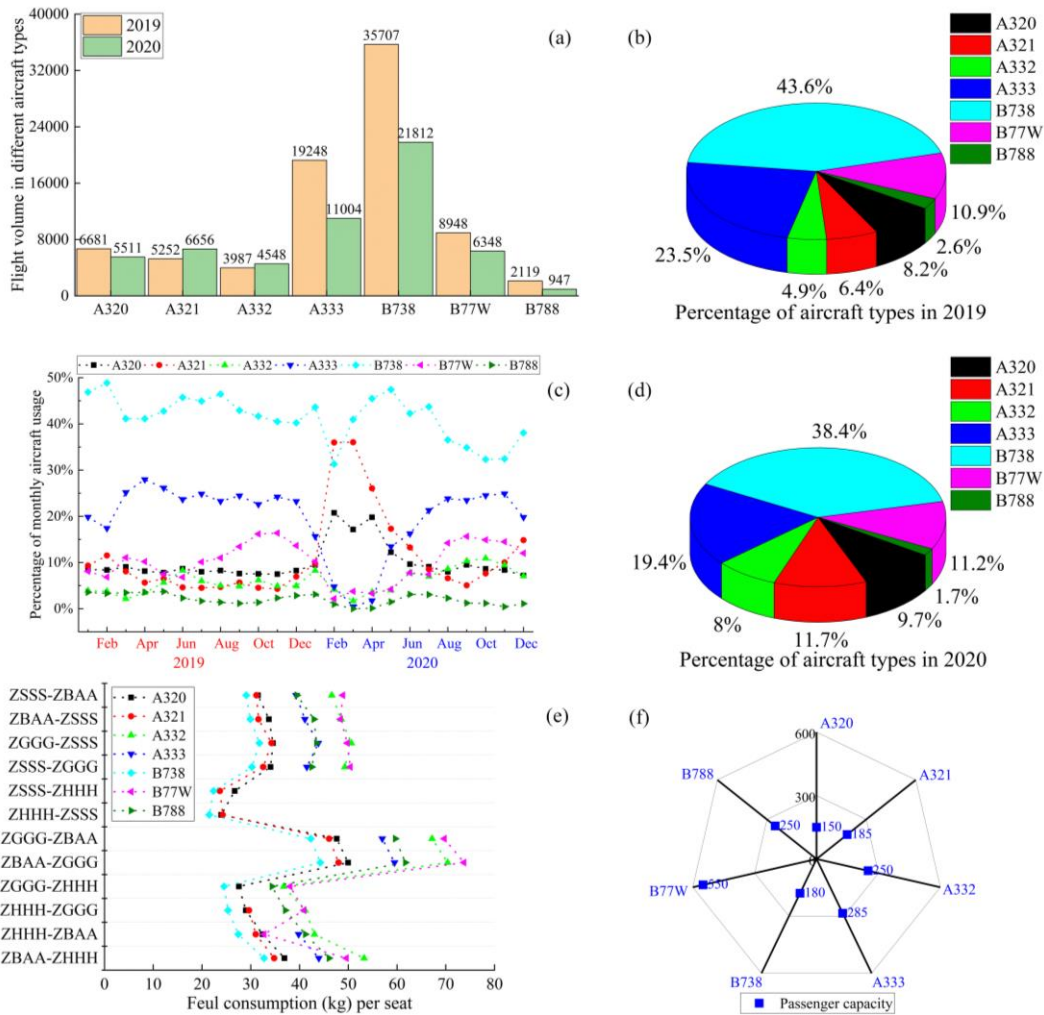 40000
32000
24000
16000
8000
0
Flight volume in different aircraft types
2019
2020
(a)
6681
5511
5252
6656
3987
4548
19248
11004
35707
21812
8948
6348
2119
947
A320
A321
A332
A333
B738
B77W
B788
(b)
A320
A321
A332
A333
B738
B77W
B788
43.6%
10.9%
2.6%
8.2%
6.4%
4.9%
23.5%
Percentage of aircraft types in 2019
A320
A321
A332
A333
B738
B77W
B788
50%
40%
30%
20%
10%
0%
Percentage of monthly aircraft usage
(c)
Feb
Apr
Jun
Aug
Oct
Dec
Feb
Apr
Jun
Aug
Oct
Dec
2019
2020
(d)
A320
A321
A332
A333
B738
B77W
B788
38.4%
11.2%
1.7%
9.7%
11.7%
8%
19.4%
Percentage of aircraft types in 2020
ZSSS-ZBAA
ZBAA-ZSSS
ZGGG-ZSSS
ZSSS-ZGGG
ZSSS-ZHHH
ZHHH-ZSSS
ZGGG-ZBAA
ZBAA-ZGGG
ZGGG-ZHHH
ZHHH-ZGGG
ZHHH-ZBAA
ZBAA-ZHHH
A320
A321
A332
A333
B738
B77W
B788
(e)
0
10
20
30
40
50
60
70
80
Feul consumption (kg) per seat
(f)
A320
A321
A332
A333
B738
B77W
B788
600
300
150
185
250
285
180
550
250
Passenger capacity